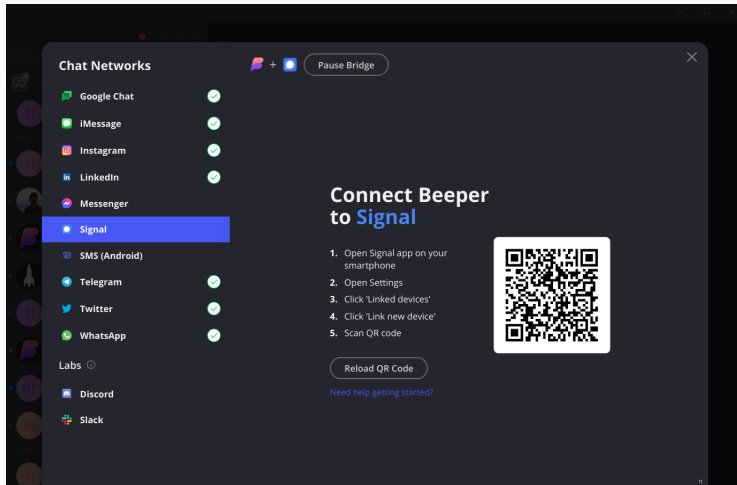 Chat Networks
Google Chat
iMessage
Instagram
LinkedIn
Messenger
Signal
SMS (Android)
Telegram
Twitter
WhatsApp
Labs
Discord
Slack
+
Pause Bridge
Connect Beeper
to Signal
1. Open Signal app on your
smartphone
2. Open Settings
3. Click 'Linked devices'
4. Click 'Link new device'
5. Scan QR code
Reload QR Code
Need help getting started?